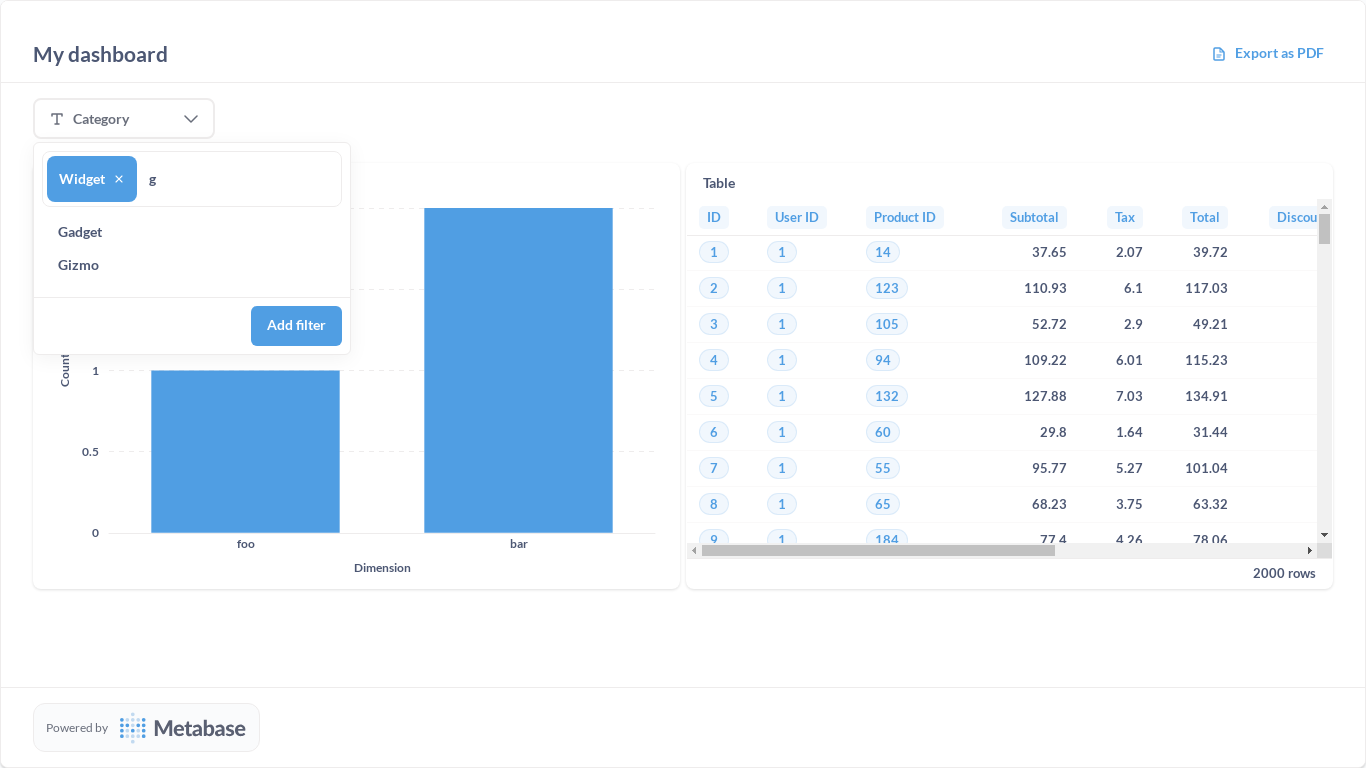 My dashboard
Export as PDF
Category
Widget
g
Gadget
Gizmo
Add filter
Count
1
0.5
0
foo
bar
Dimension
Table
ID User ID Product ID Subtotal Tax Total Discou
1 1 14 37.65 2.07 39.72
2 1 123 110.93 6.1 117.03
3 1 105 52.72 2.9 49.21
4 1 94 109.22 6.01 115.23
5 1 132 127.88 7.03 134.91
6 1 60 29.8 1.64 31.44
7 1 55 95.77 5.27 101.04
8 1 65 68.23 3.75 63.32
9 1 184 77.4 4.26 78.06
2000 rows
Powered by Metabase